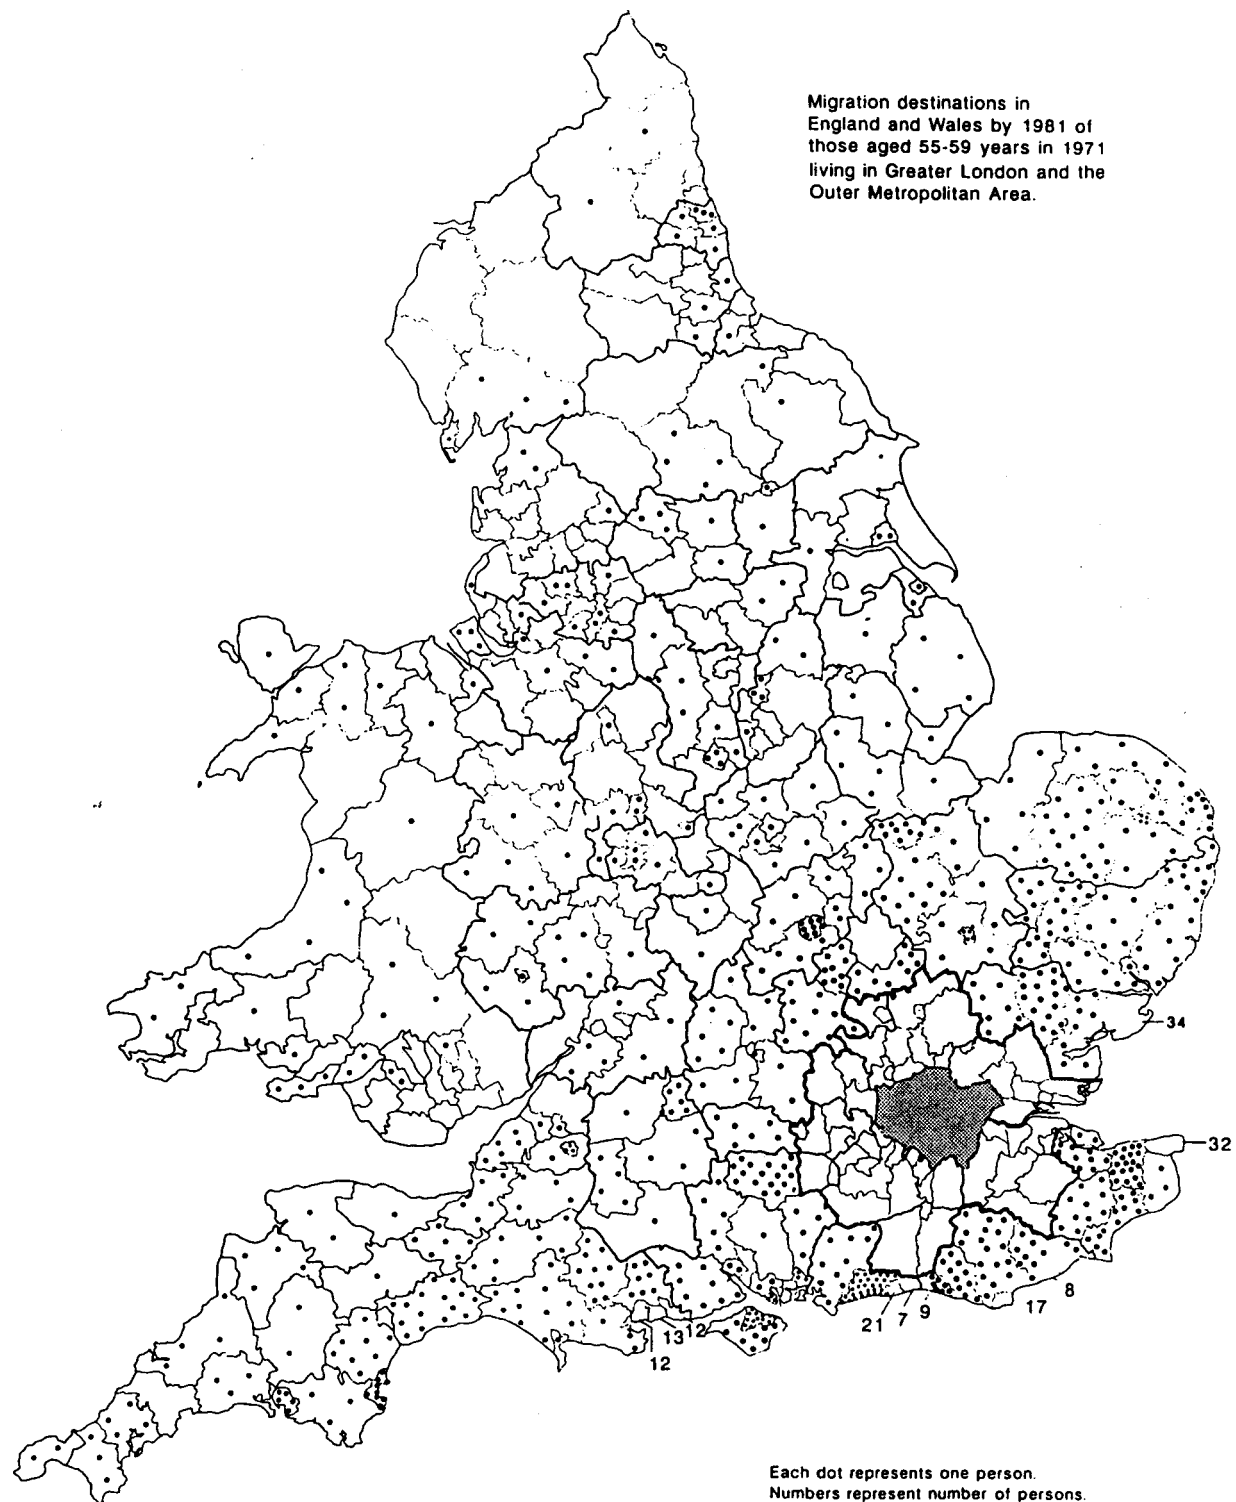 Migration destinations in
England and Wales by 1981 of
those aged 55-59 years in 1971
living in Greater London and the
Outer Metropolitan Area.
34
32
8
17
9
7
21
13 12
12
Each dot represents one person.
Numbers represent number of persons.